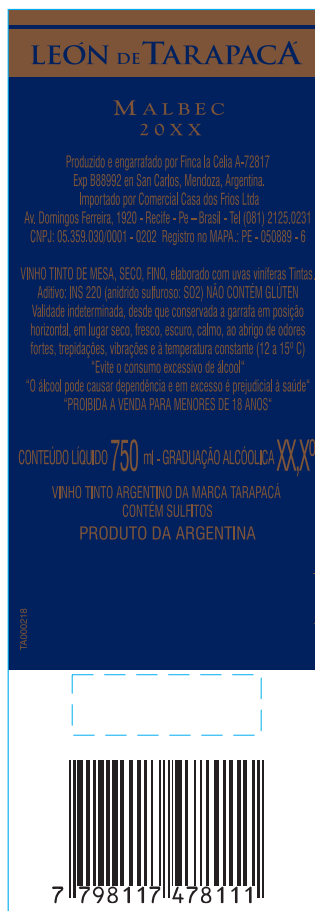 LEÓN DE TARAPACÁ
MALBEC
20XX
Produzido e engarrafado por Finca la Celia A-72817
Exp B88992 en San Carlos, Mendoza, Argentina.
Importado por Comercial Casa dos Frios Ltda
Av, Domingos Ferreira, 1920 - Recife - Pe – Brasil - Tel (081) 2125.0231
CNPJ: 05.359.030/0001 - 0202 Registro no MAPA.: PE - 050889 - 6
VINHO TINTO DE MESA, SECO, FINO, elaborado com uvas viníferas Tintas.
Aditivo: INS 220 (anidrido sulfuroso: SO2) NÃO CONTÉM GLÚTEN
Validade indeterminada, desde que conservada a garrafa em posição
horizontal, em lugar seco, fresco, escuro, calmo, ao abrigo de odores
fortes, trepidações, vibrações e à temperatura constante (12 a 15º C)
"Evite o consumo excessivo de álcool"
"O álcool pode causar dependência e em excesso é prejudicial à saúde"
"PROIBIDA A VENDA PARA MENORES DE 18 ANOS"
CONTEÚDO LÍQUIDO 750 ml - GRADUAÇÃO ALCÓOLICA XX,Xº
VINHO TINTO ARGENTINO DA MARCA TARAPACÁ
CONTÉM SULFITOS
PRODUTO DA ARGENTINA
TA000218
7 798117 478111